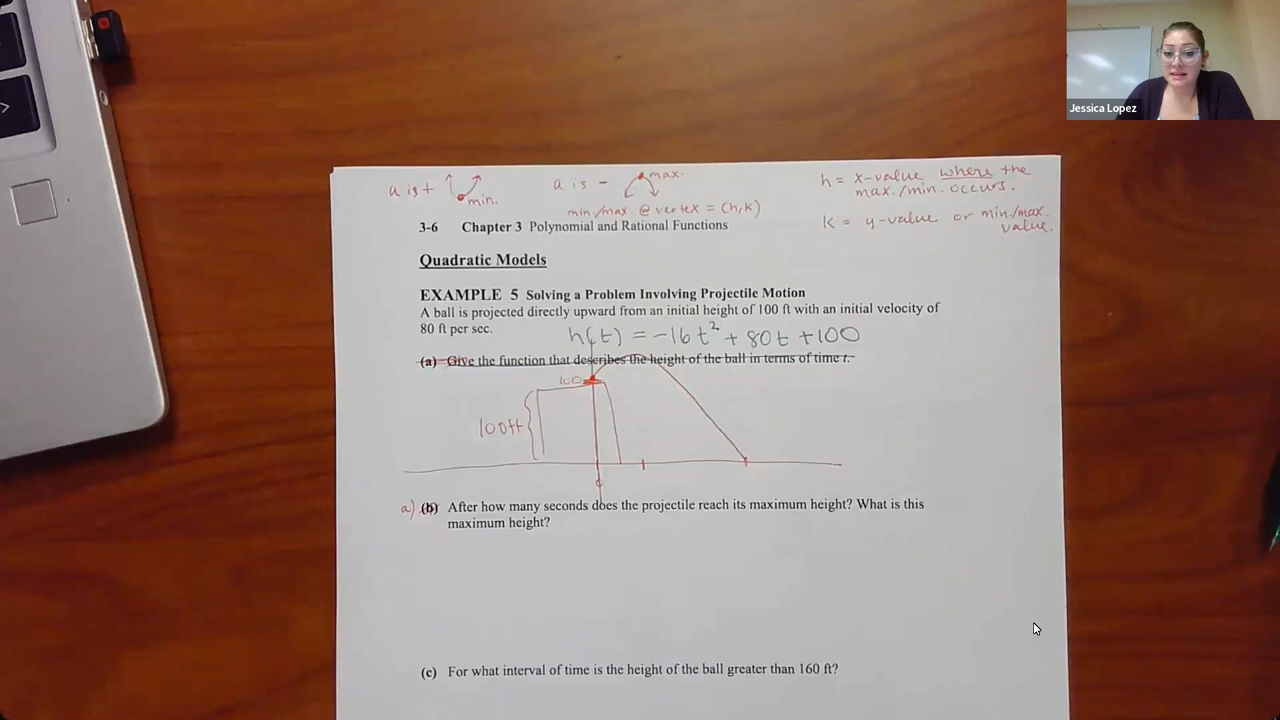 Jessica Lopez
a is + min.
a is - max.
min/max. @ vertex = (h,k)
h = x-value where the
max./min. occurs.
k = y-value or min./max.
value.
3-6 Chapter 3 Polynomial and Rational Functions
Quadratic Models
EXAMPLE 5 Solving a Problem Involving Projectile Motion
A ball is projected directly upward from an initial height of 100 ft with an initial velocity of
80 ft per sec.
h(t) = -16t² + 80t + 100
(a) Give the function that describes the height of the ball in terms of time t.
100
100ft
0
a) (b) After how many seconds does the projectile reach its maximum height? What is this
maximum height?
(c) For what interval of time is the height of the ball greater than 160 ft?